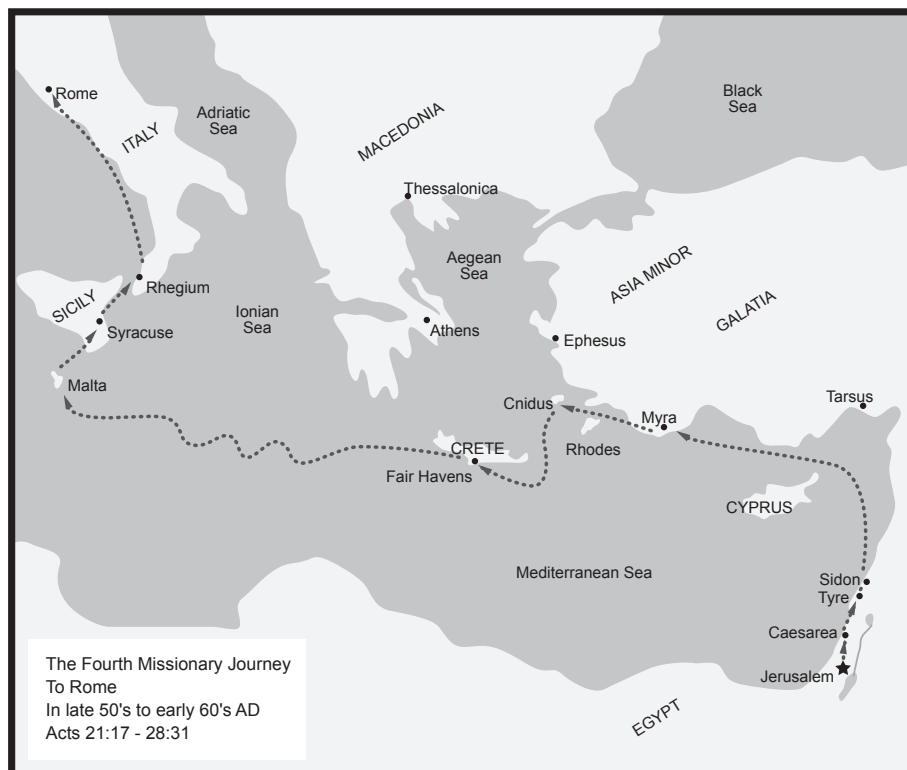 Rome
ITALY
Adriatic
Sea
MACEDONIA
Black
Sea
Thessalonica
Aegean
Sea
ASIA MINOR
GALATIA
SICILY
Rhegium
Syracuse
Ionian
Sea
Athens
Ephesus
Malta
Cnidus
Myra
Tarsus
Rhodes
CRETE
Fair Havens
CYPRUS
Mediterranean Sea
Sidon
Tyre
Caesarea
Jerusalem
EGYPT
The Fourth Missionary Journey
To Rome
In late 50's to early 60's AD
Acts 21:17 - 28:31